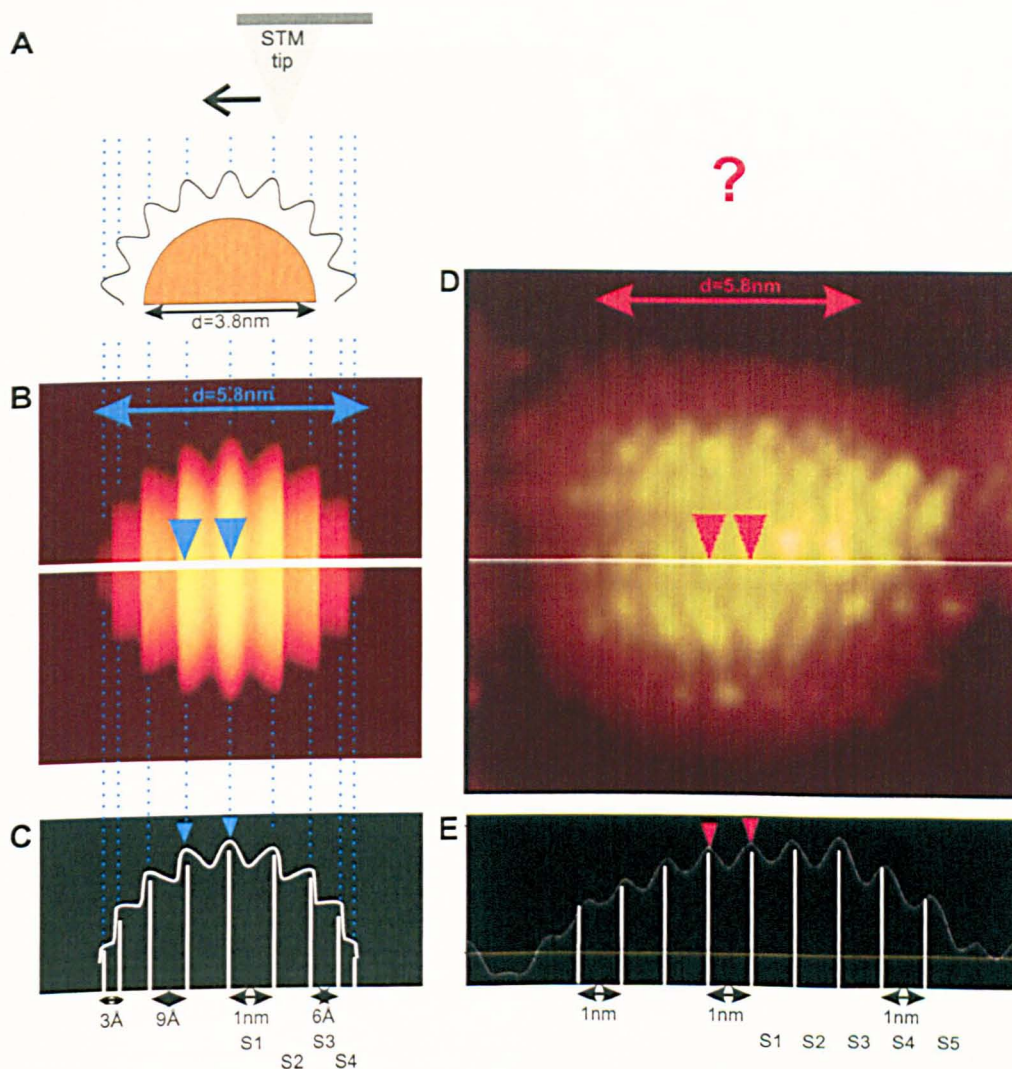 A
STM
tip
?
d=3.8nm
B
d=5.8nm
D
d=5.8nm
C
3Å
9Å
1nm
6Å
S1
S3
S2
S4
E
1nm
1nm
1nm
S1
S2
S3
S4
S5